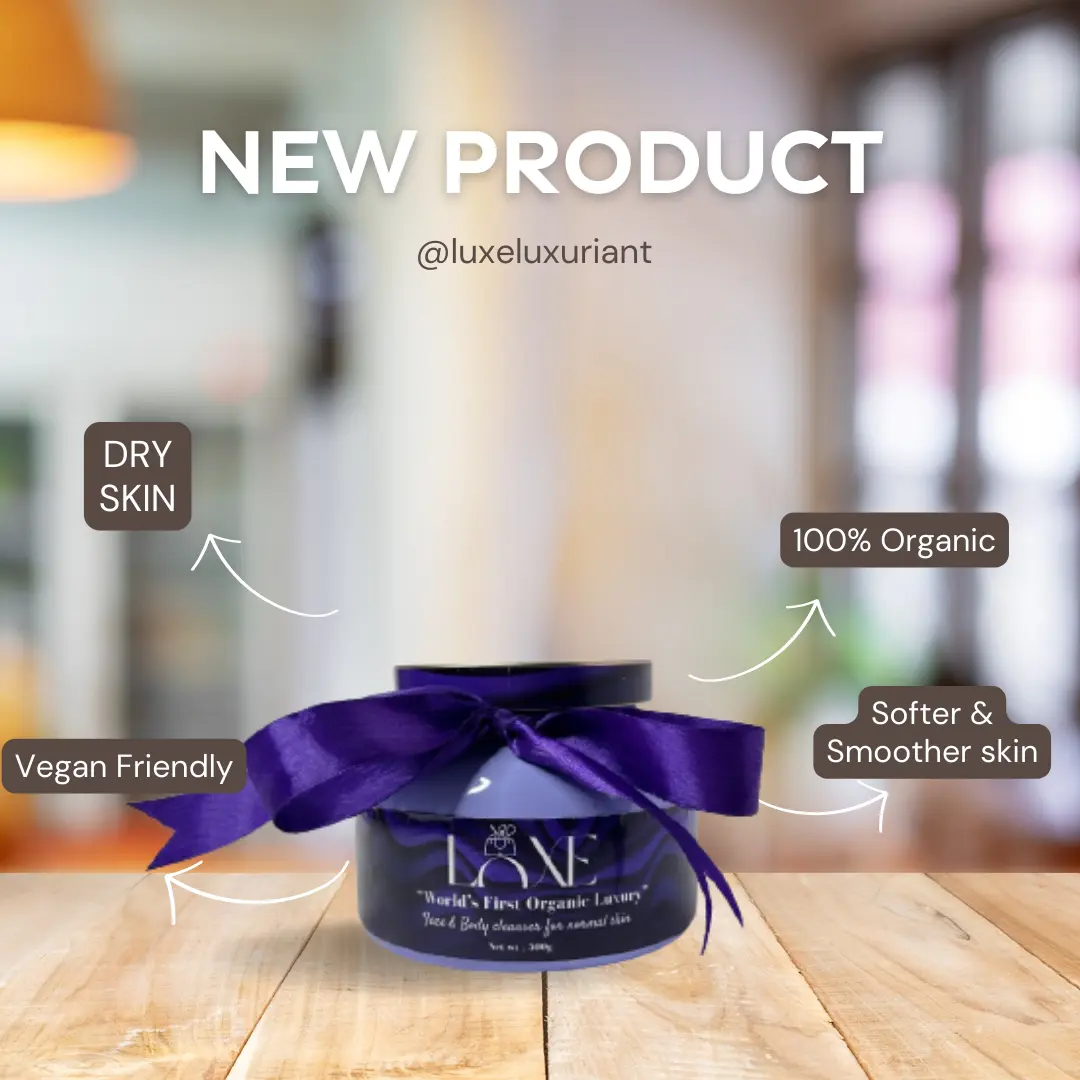 NEW PRODUCT
@luxeluxuriant
DRY
SKIN
100% Organic
Softer &
Smoother skin
Vegan Friendly
LOXE
"World's First Organic Luxury"
Face & Body cleanser for normal skin
Net wt . 300g